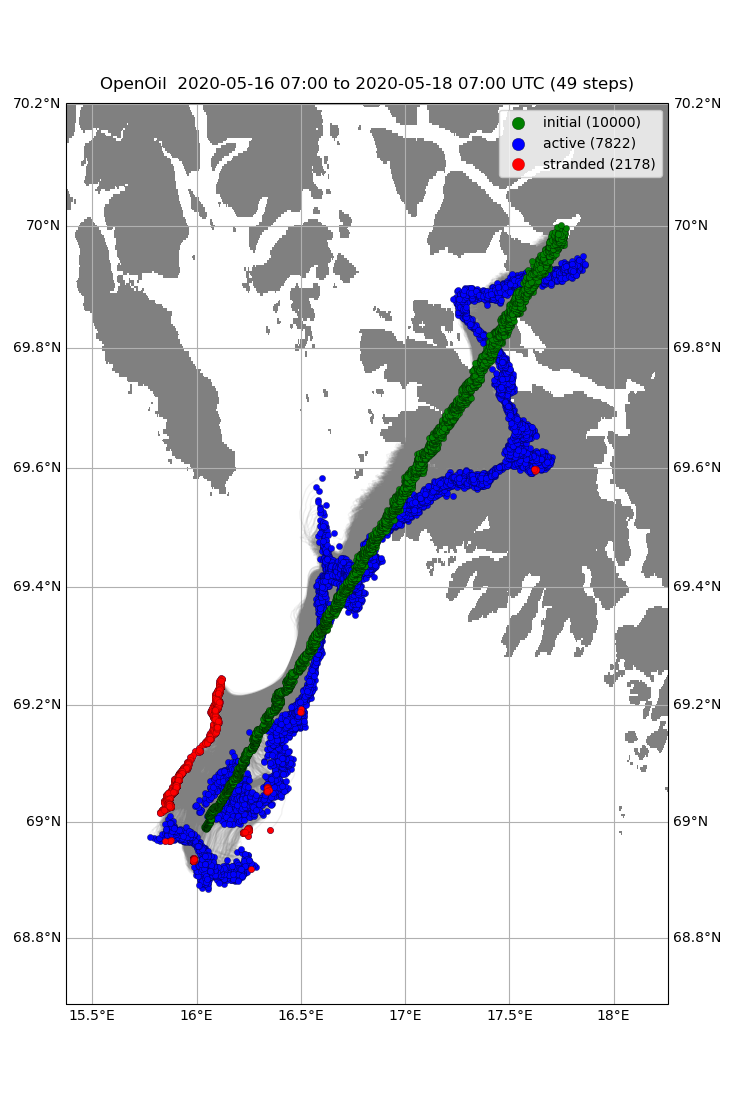 OpenOil  2020-05-16 07:00 to 2020-05-18 07:00 UTC (49 steps)
70.2°N 70.2°N
initial (10000)
active (7822)
stranded (2178)
70°N 70°N
69.8°N 69.8°N
69.6°N 69.6°N
69.4°N 69.4°N
69.2°N 69.2°N
69°N 69°N
68.8°N 68.8°N
15.5°E 16°E 16.5°E 17°E 17.5°E 18°E